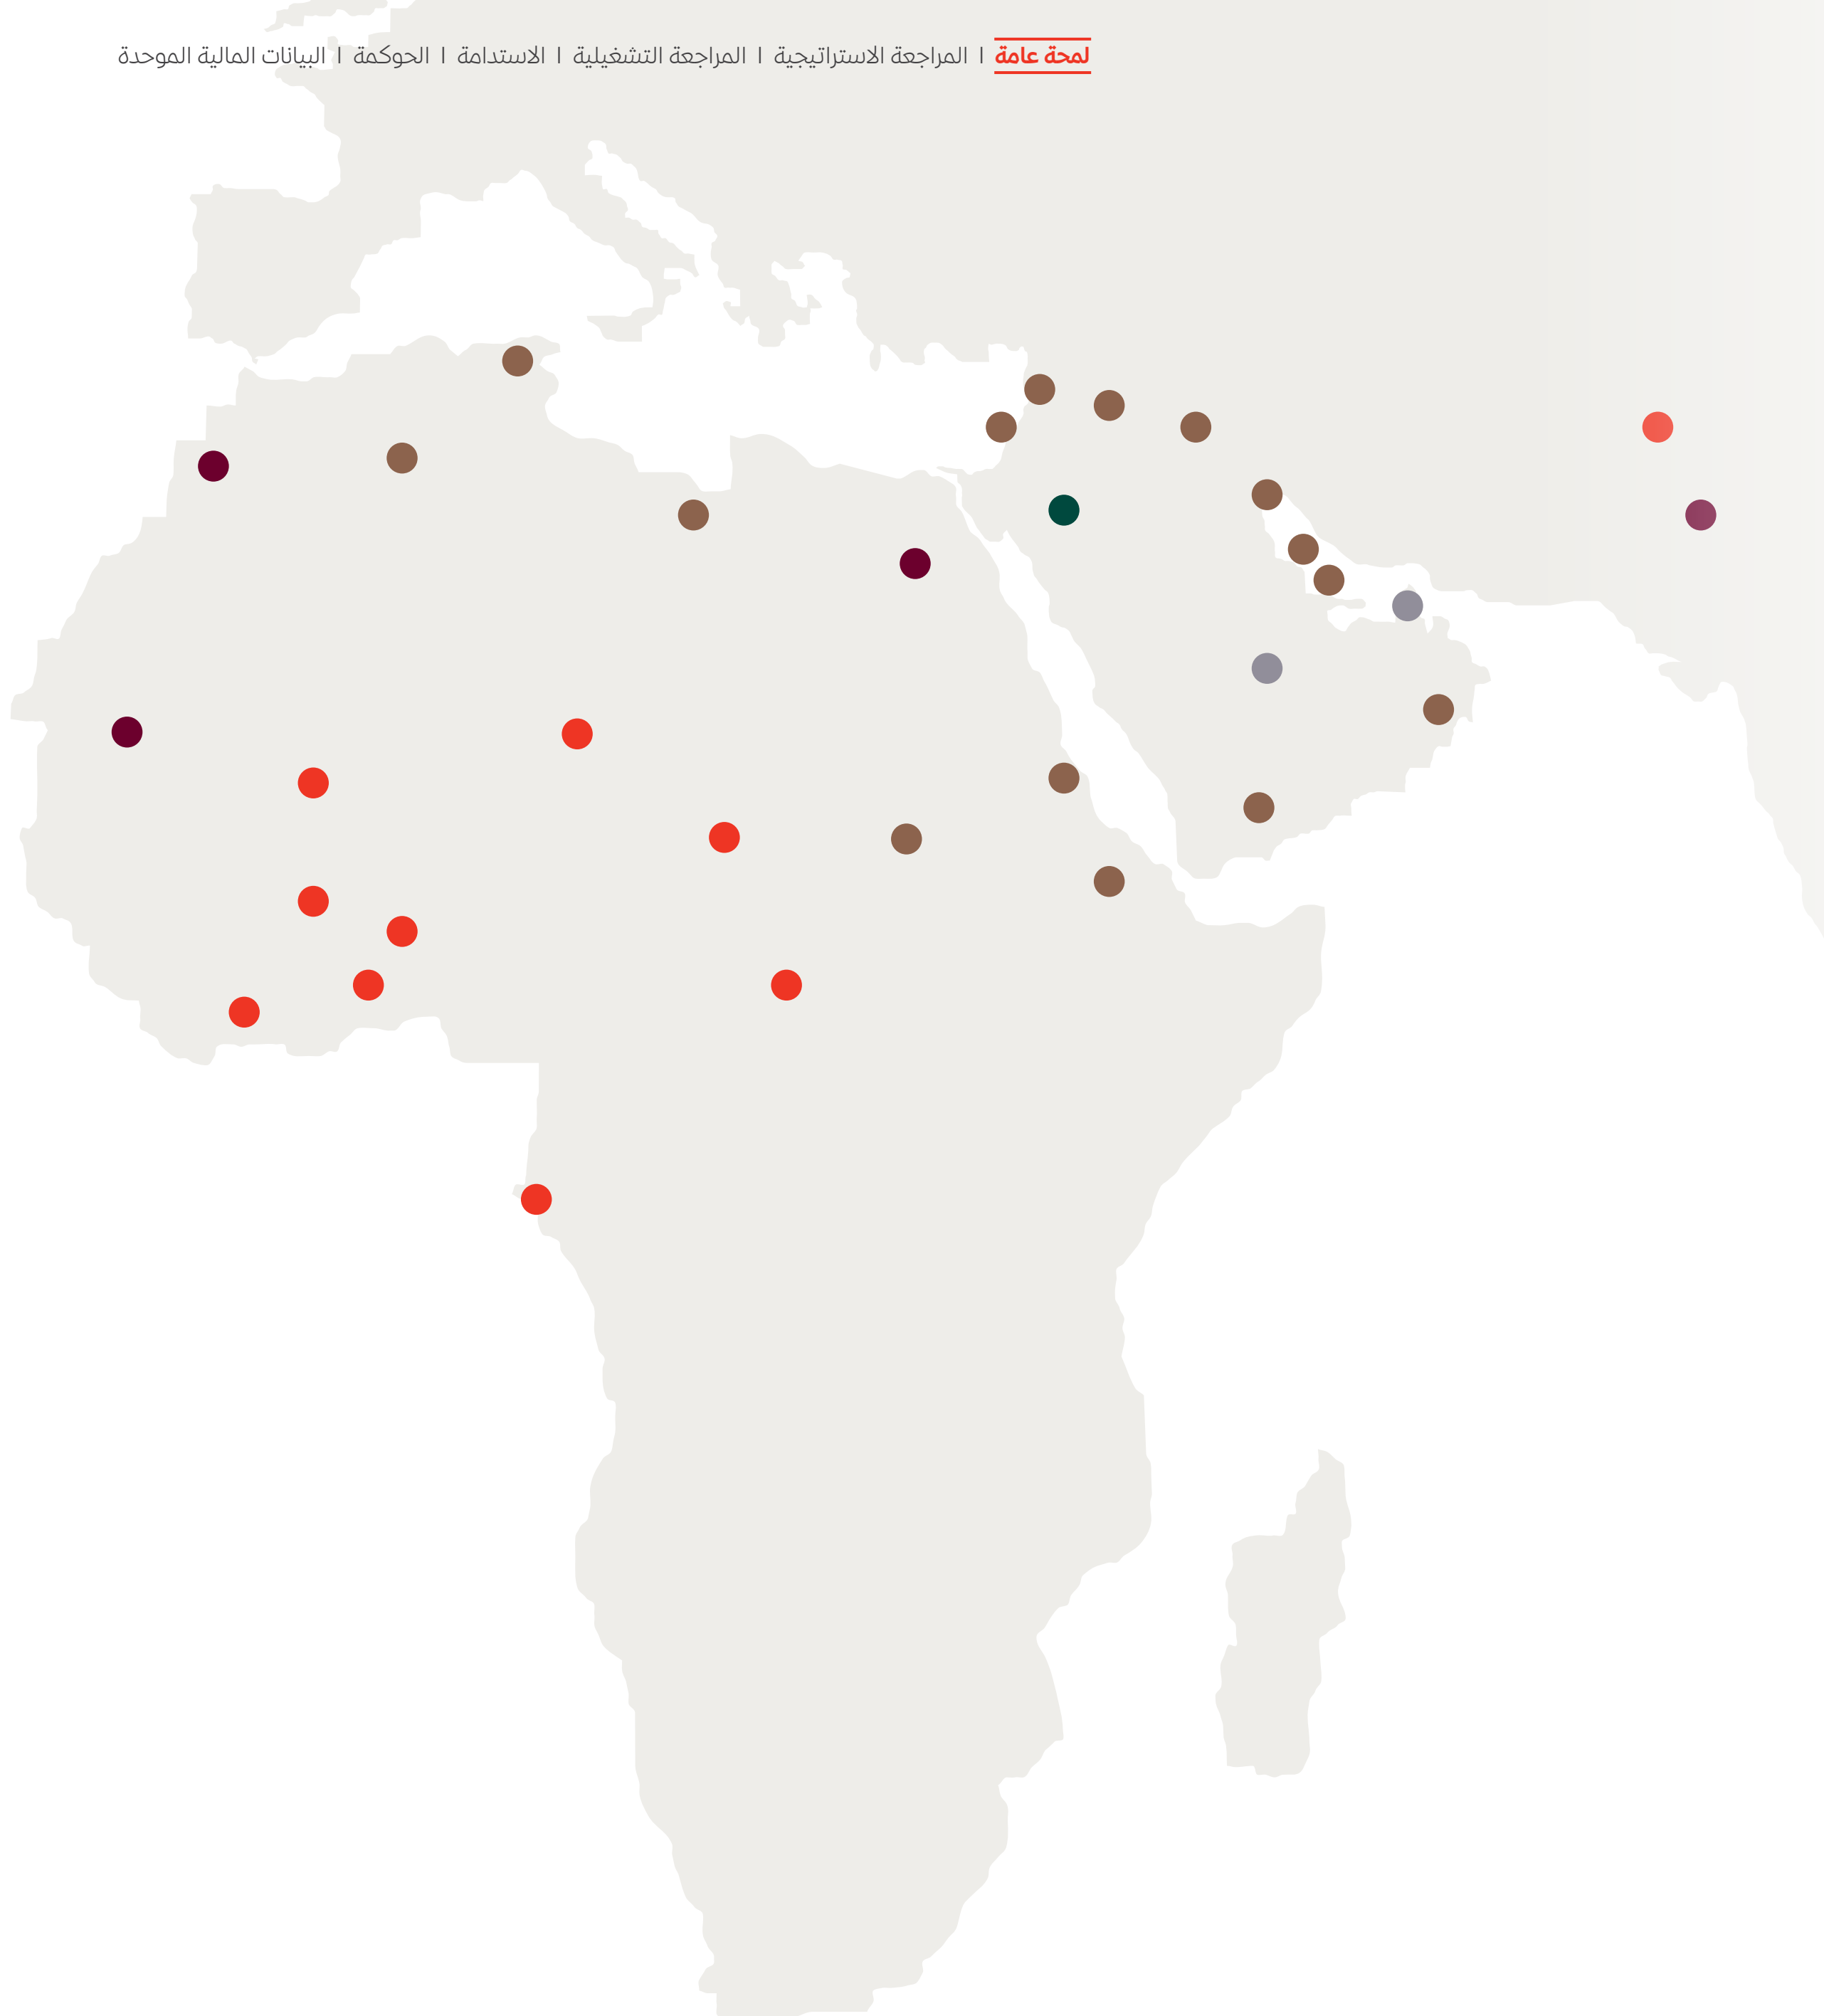 لمحة عامة | المراجعة الاستراتيجية | المراجعة التشغيلية | الاستدامة | الحوكمة | البيانات المالية الموحدة